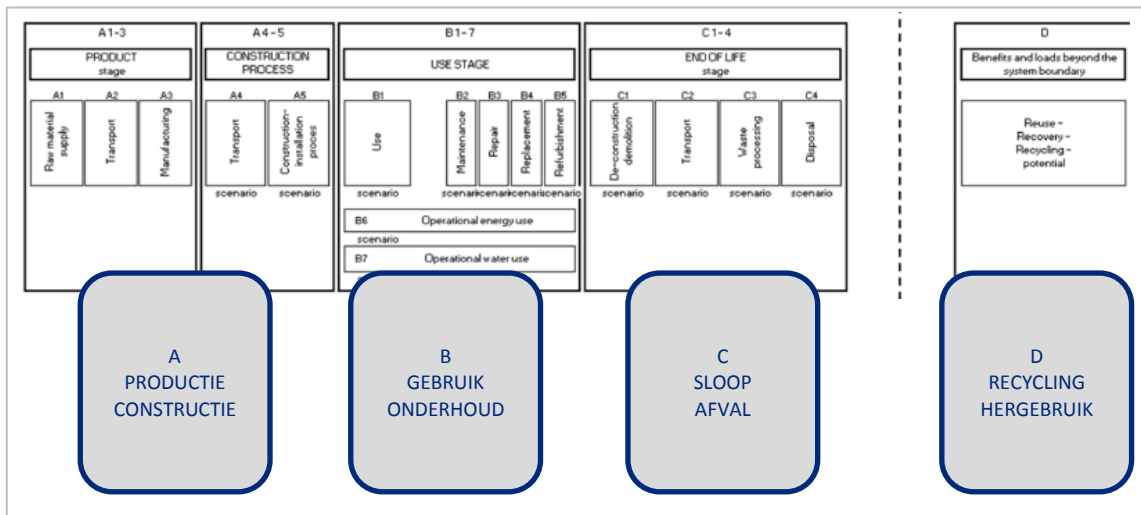 A1-3
PRODUCT
stage
A1
A2
A3
Raw material
supply
Transport
Manufacturing
A4-5
CONSTRUCTION
PROCESS
A4
A5
Transport
Construction-
installation
proces
scenario
scenario
B1-7
USE STAGE
B1
B2
B3
B4
B5
Use
Maintenance
Repair
Replacement
Refurbishment
scenario
scenario
scenario
scenario
scenario
B6 Operational energy use
scenario
B7 Operational water use
C1-4
END OF LIFE
stage
C1
C2
C3
C4
De-construction
demolition
Transport
Waste
processing
Disposal
scenario
scenario
scenario
scenario
D
Benefits and loads beyond the
system boundary
Reuse -
Recovery -
Recycling -
potential
A
PRODUCTIE
CONSTRUCTIE
B
GEBRUIK
ONDERHOUD
C
SLOOP
AFVAL
D
RECYCLING
HERGEBRUIK